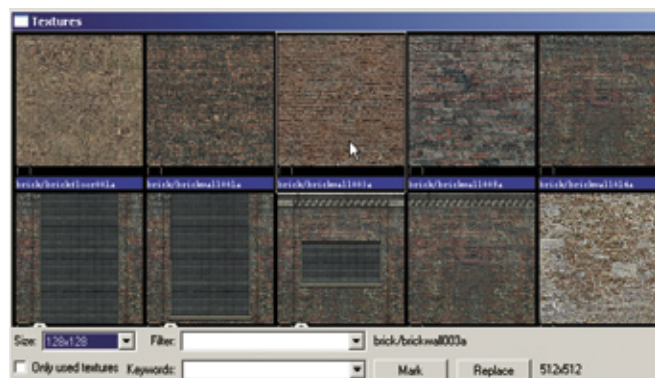 Textures
brick/brickfloor001a
brick/brickwall001a
brick/brickwall003a
brick/brickwall014a
Size: 128x128 Filter: brick/brickwall003a
Only used textures Keywords: Mark Replace 512x512